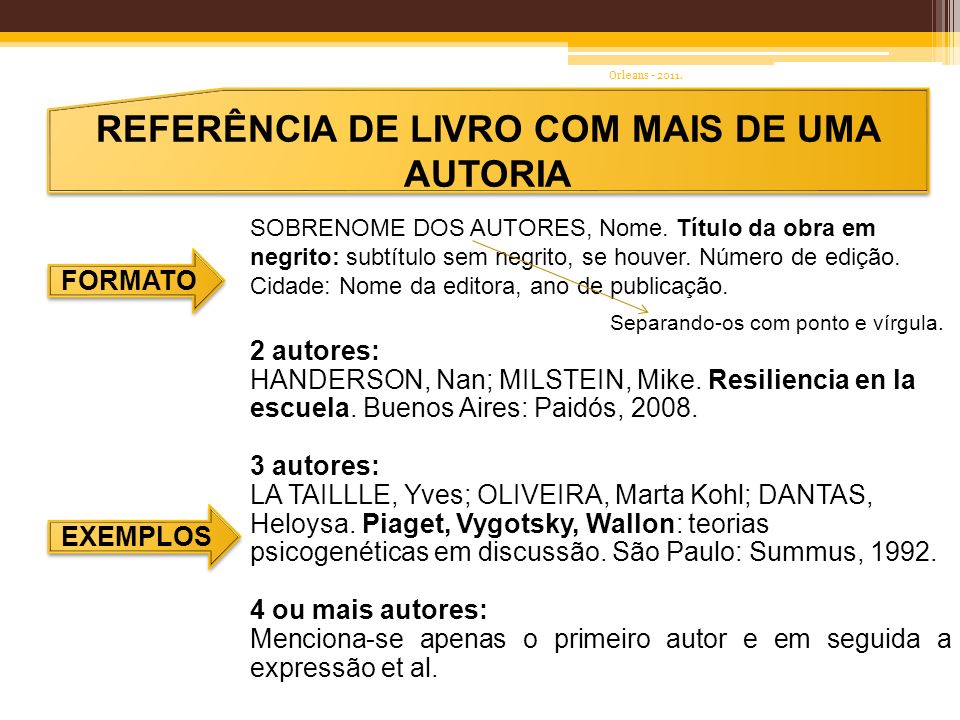 Orleans - 2011.
REFERÊNCIA DE LIVRO COM MAIS DE UMA
AUTORIA
SOBRENOME DOS AUTORES, Nome. Título da obra em
negrito: subtítulo sem negrito, se houver. Número de edição.
Cidade: Nome da editora, ano de publicação.
FORMATO
Separando-os com ponto e vírgula.
2 autores:
HANDERSON, Nan; MILSTEIN, Mike. Resiliencia en la
escuela. Buenos Aires: Paidós, 2008.
3 autores:
LA TAILLLE, Yves; OLIVEIRA, Marta Kohl; DANTAS,
Heloysa. Piaget, Vygotsky, Wallon: teorias
psicogenéticas em discussão. São Paulo: Summus, 1992.
EXEMPLOS
4 ou mais autores:
Menciona-se apenas o primeiro autor e em seguida a
expressão et al.